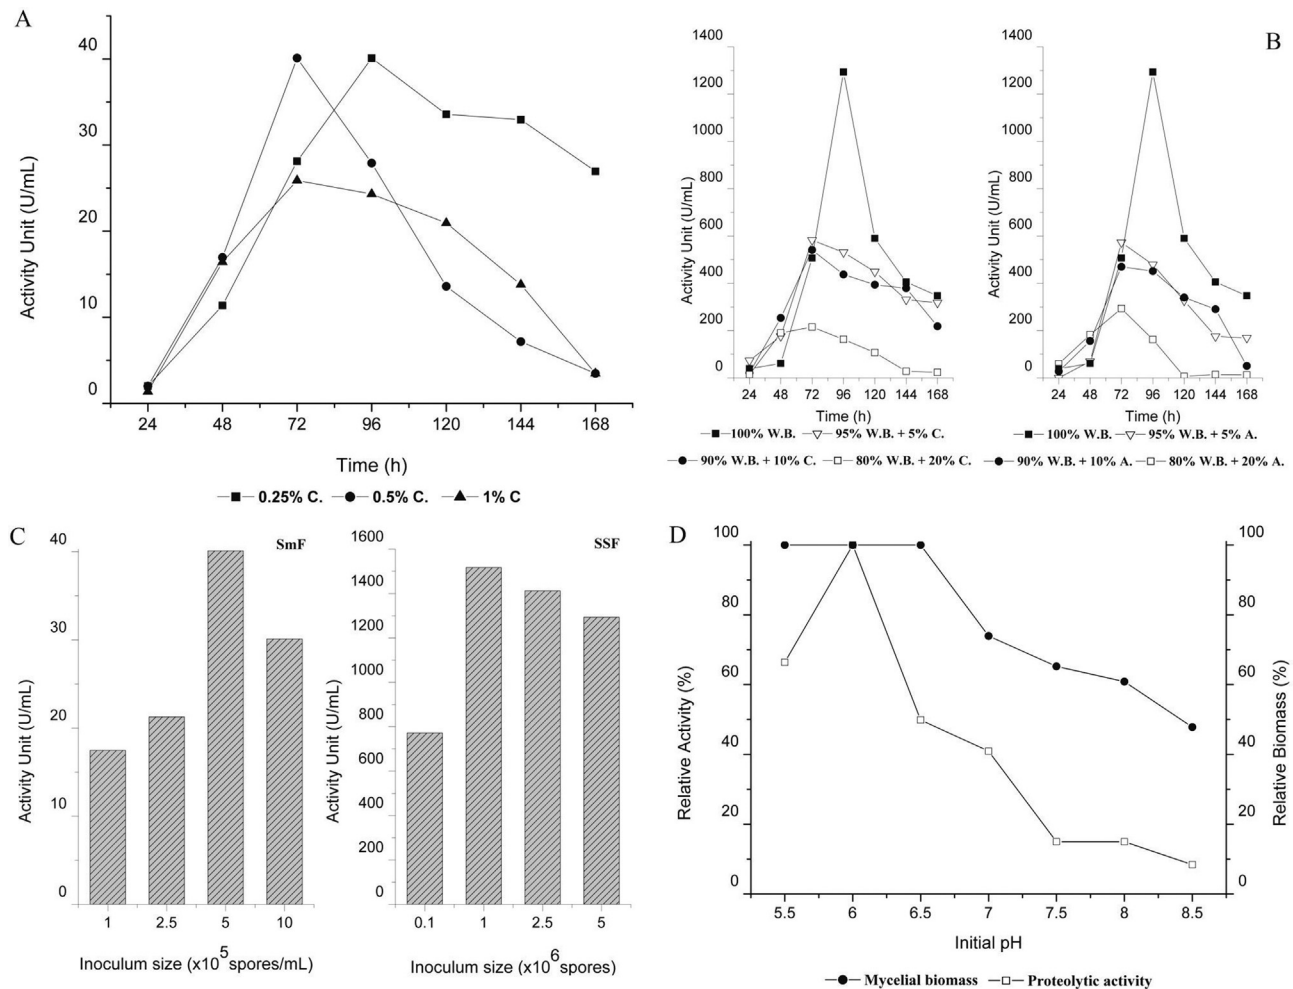 A
40
30
20
10
0
Activity Unit (U/mL)
24 48 72 96 120 144 168
Time (h)
0.25% C. 0.5% C. 1% C
B
1400
1200
1000
800
600
400
200
0
Activity Unit (U/mL)
24 48 72 96 120 144 168
Time (h)
100% W.B. 95% W.B. + 5% C.
90% W.B. + 10% C. 80% W.B. + 20% C.
1400
1200
1000
800
600
400
200
0
Activity Unit (U/mL)
24 48 72 96 120 144 168
Time (h)
100% W.B. 95% W.B. + 5% A.
90% W.B. + 10% A. 80% W.B. + 20% A.
C
SmF
40
30
20
10
0
Activity Unit (U/mL)
1 2.5 5 10
Inoculum size (x10^5 spores/mL)
SSF
1600
1400
1200
1000
800
600
400
200
0
Activity Unit (U/mL)
0.1 1 2.5 5
Inoculum size (x10^6 spores)
D
100
80
60
40
20
0
Relative Activity (%)
100
80
60
40
20
0
Relative Biomass (%)
5.5 6 6.5 7 7.5 8 8.5
Initial pH
Mycelial biomass Proteolytic activity